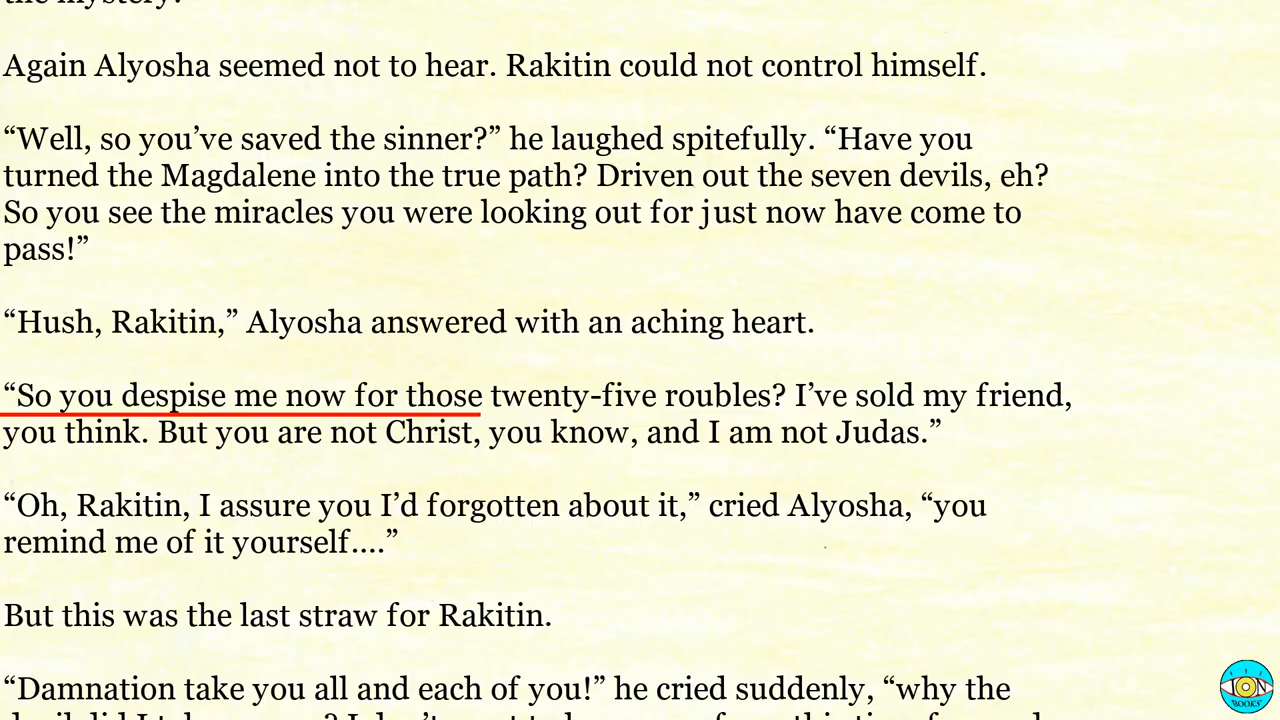 the mystery.
Again Alyosha seemed not to hear. Rakitin could not control himself.
“Well, so you’ve saved the sinner?” he laughed spitefully. “Have you
turned the Magdalene into the true path? Driven out the seven devils, eh?
So you see the miracles you were looking out for just now have come to
pass!”
“Hush, Rakitin,” Alyosha answered with an aching heart.
“So you despise me now for those twenty-five roubles? I’ve sold my friend,
you think. But you are not Christ, you know, and I am not Judas.”
“Oh, Rakitin, I assure you I’d forgotten about it,” cried Alyosha, “you
remind me of it yourself....”
But this was the last straw for Rakitin.
“Damnation take you all and each of you!” he cried suddenly, “why the
ION
BOOKS